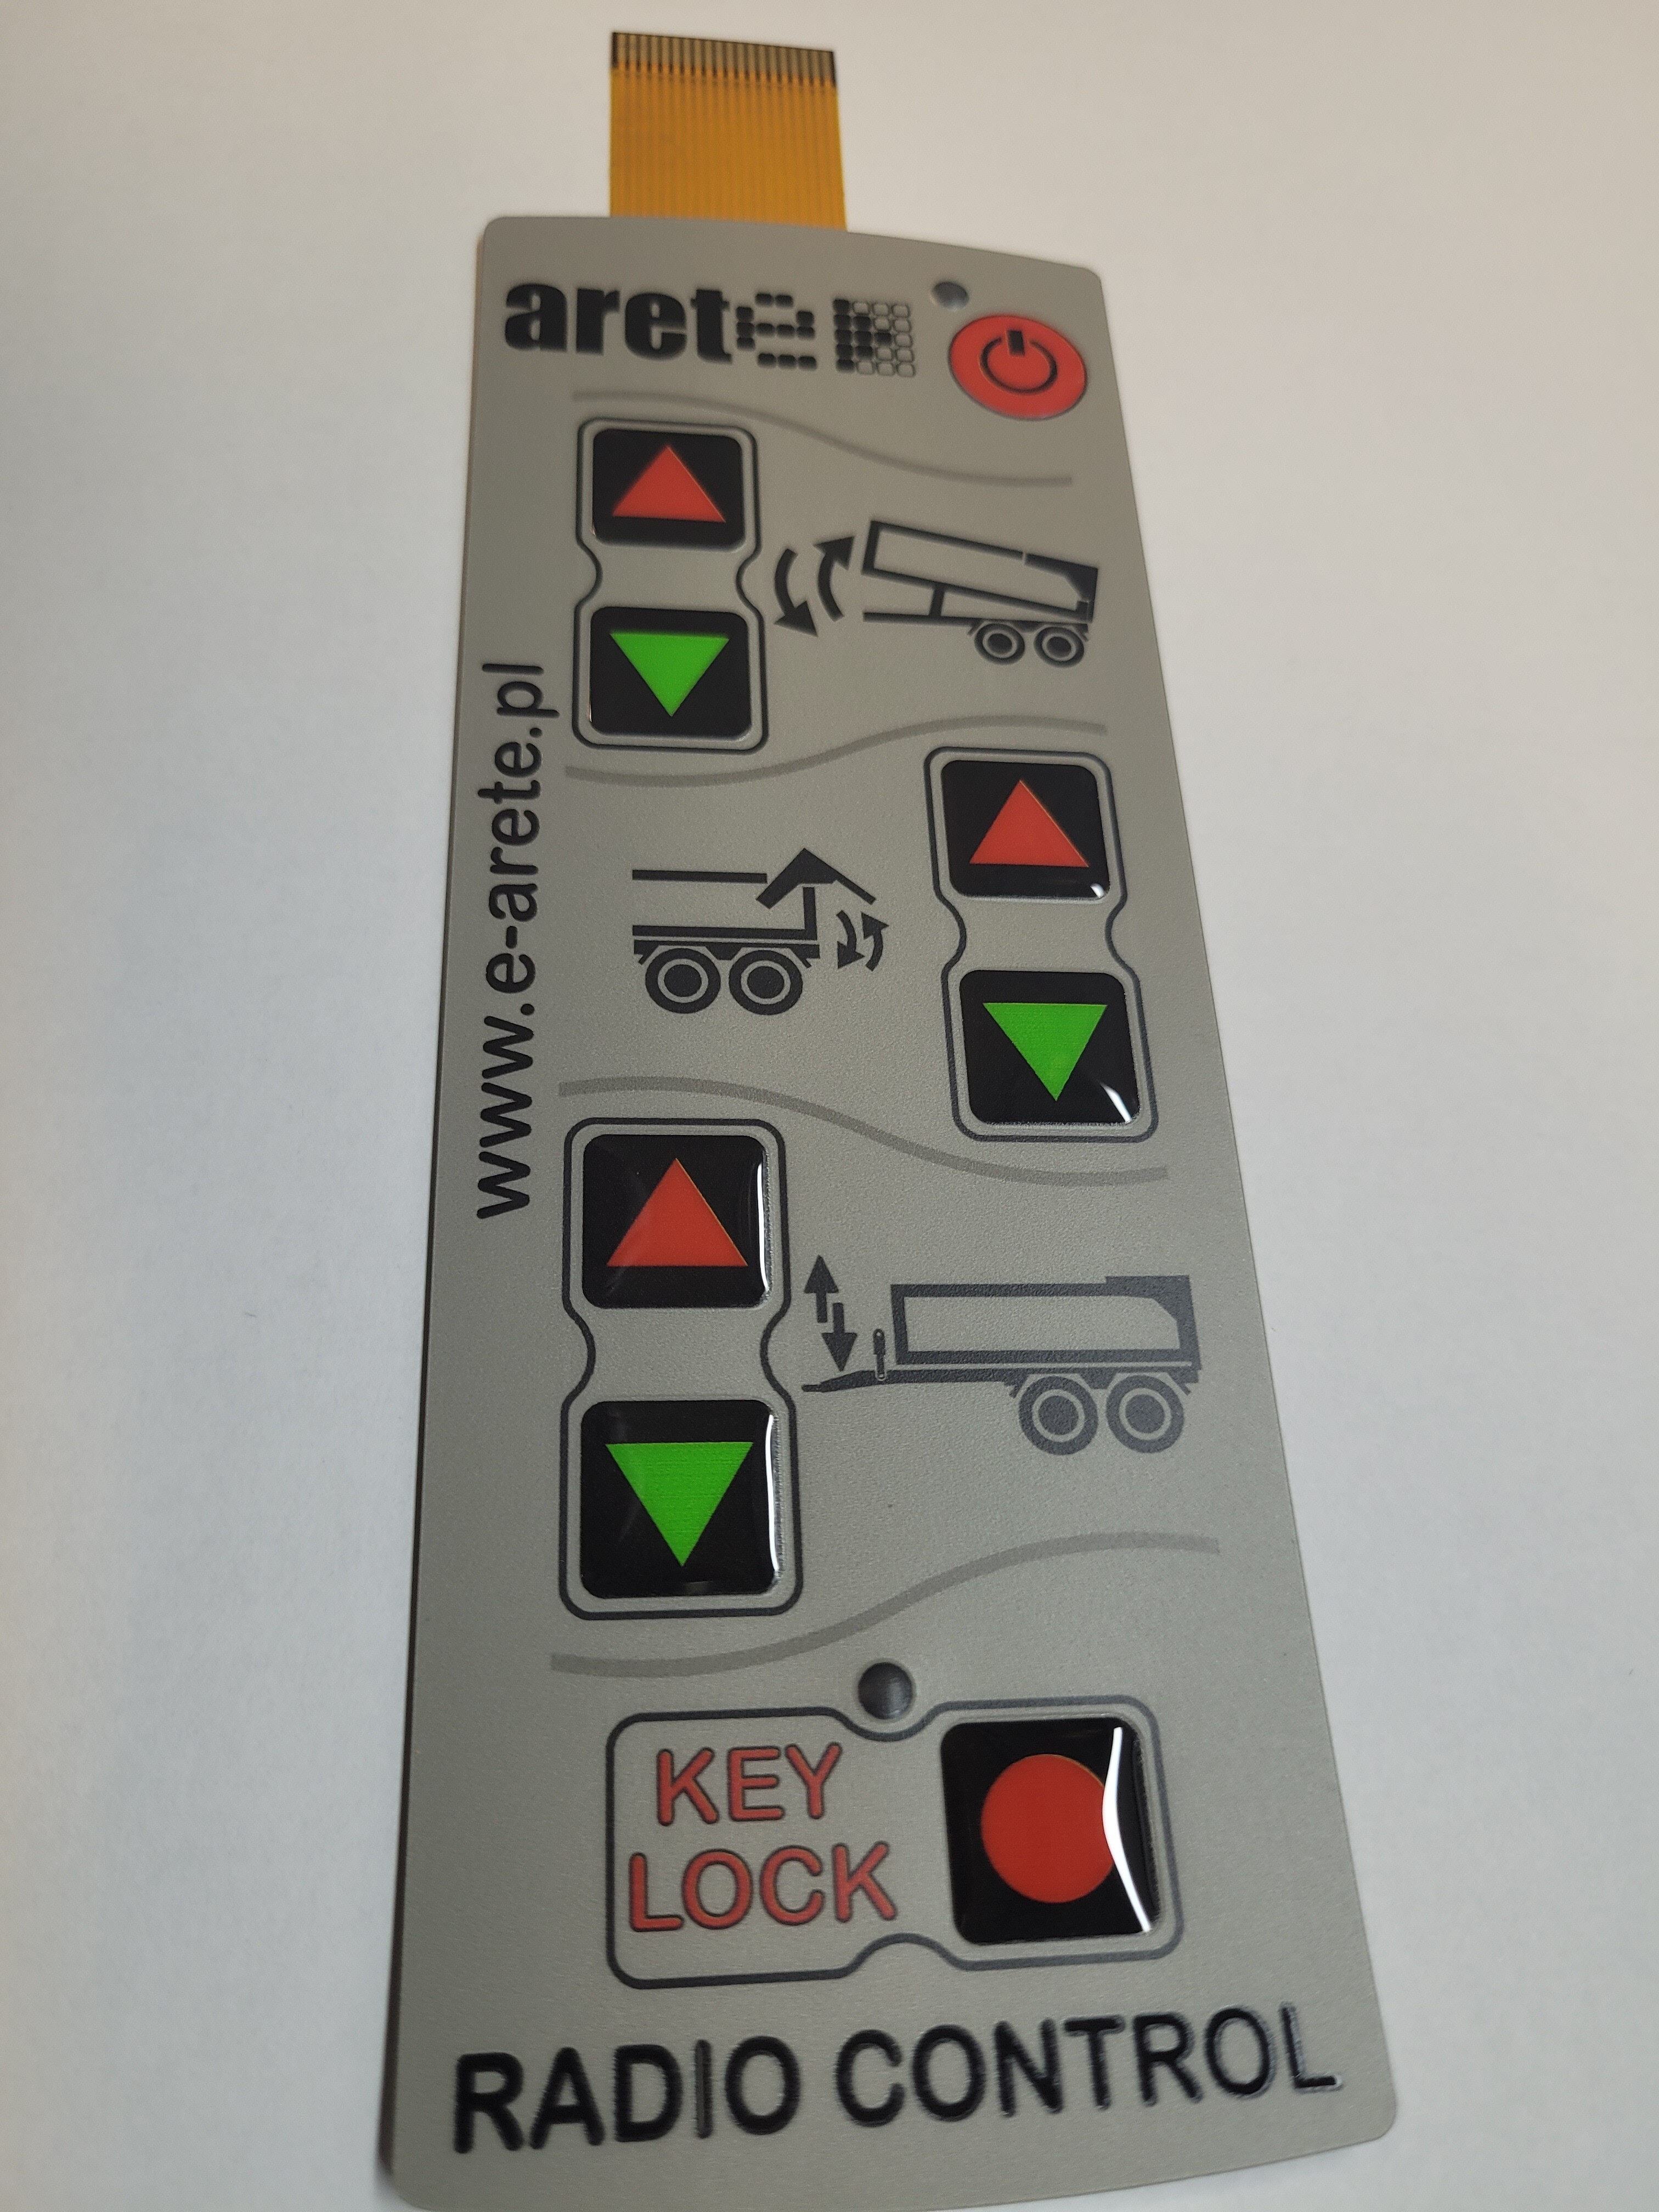 arete
www.e-arete.pl
KEY
LOCK
RADIO CONTROL